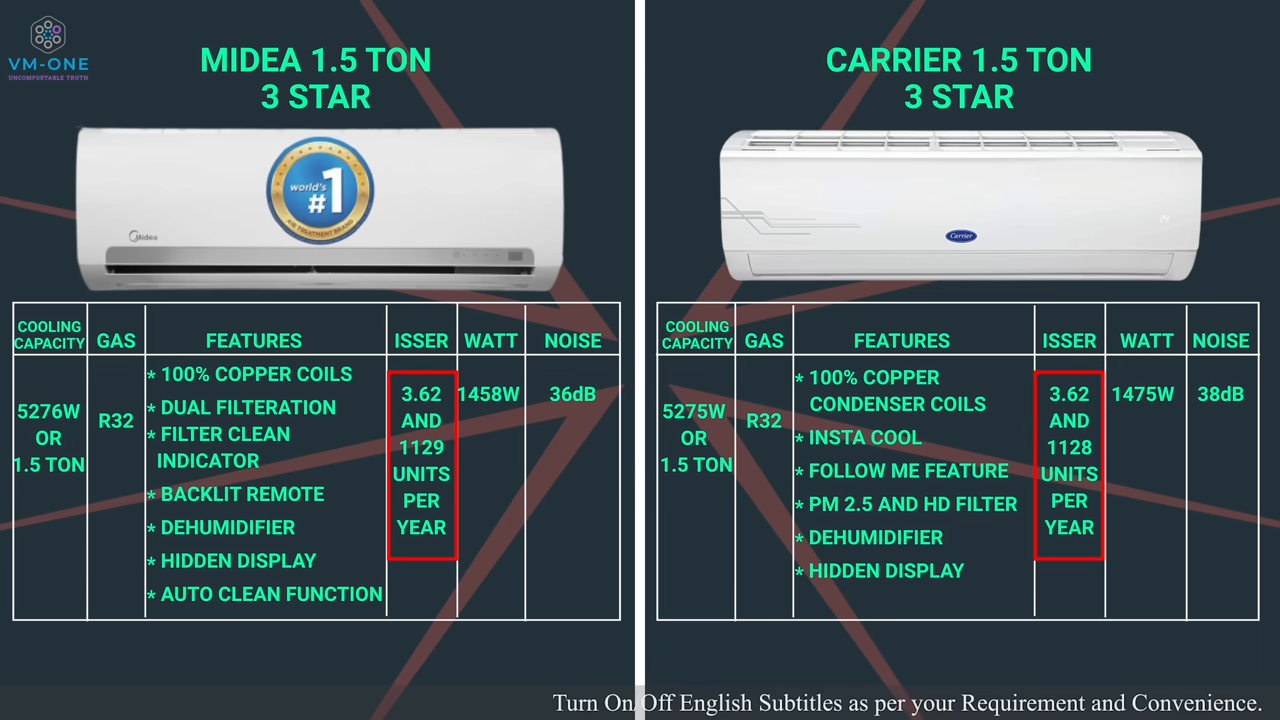 VM-ONE
UNCOMFORTABLE TRUTH
MIDEA 1.5 TON
3 STAR
world's
#1
AIR TREATMENT BRAND
Midea
COOLING
CAPACITY
GAS
FEATURES
ISSER
WATT
NOISE
5276W
OR
1.5 TON
R32
* 100% COPPER COILS
* DUAL FILTERATION
* FILTER CLEAN
INDICATOR
* BACKLIT REMOTE
* DEHUMIDIFIER
* HIDDEN DISPLAY
* AUTO CLEAN FUNCTION
3.62
AND
1129
UNITS
PER
YEAR
1458W
36dB
CARRIER 1.5 TON
3 STAR
Carrier
COOLING
CAPACITY
GAS
FEATURES
ISSER
WATT
NOISE
5275W
OR
1.5 TON
R32
* 100% COPPER
CONDENSER COILS
* INSTA COOL
* FOLLOW ME FEATURE
* PM 2.5 AND HD FILTER
* DEHUMIDIFIER
* HIDDEN DISPLAY
3.62
AND
1128
UNITS
PER
YEAR
1475W
38dB
Turn On/Off English Subtitles as per your Requirement and Convenience.